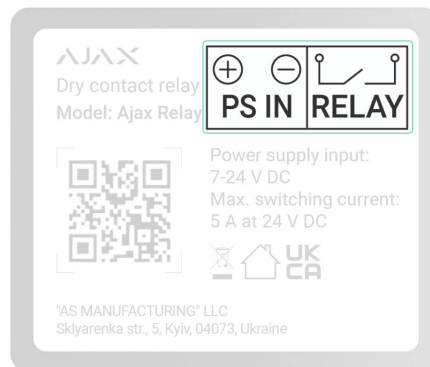 AJAX
Dry contact relay
Model: Ajax Relay
+ −
PS IN RELAY
Power supply input:
7-24 V DC
Max. switching current:
5 A at 24 V DC
UK
CA
"AS MANUFACTURING" LLC
Sklyarenka str., 5, Kyiv, 04073, Ukraine